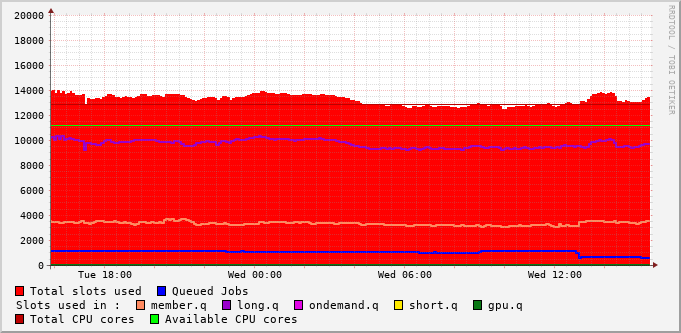 RRDTOOL / TOBI OETIKER
20000
18000
16000
14000
12000
10000
8000
6000
4000
2000
0
Tue 18:00 Wed 00:00 Wed 06:00 Wed 12:00
Total slots used Queued Jobs
Slots used in : member.q long.q ondemand.q short.q gpu.q
Total CPU cores Available CPU cores